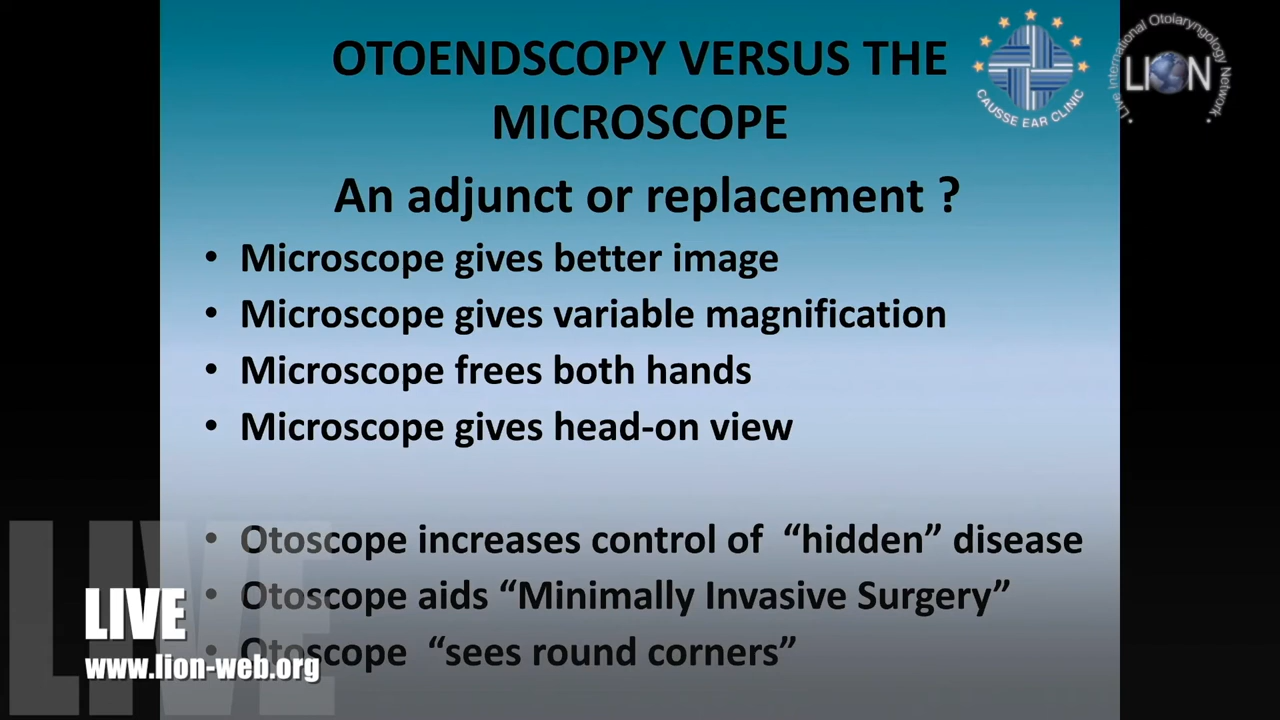 OTOENDSCOPY VERSUS THE
MICROSCOPE
An adjunct or replacement ?
• Microscope gives better image
• Microscope gives variable magnification
• Microscope frees both hands
• Microscope gives head-on view
• Otoscope increases control of “hidden” disease
• Otoscope aids “Minimally Invasive Surgery”
• Otoscope “sees round corners”
CAUSSE EAR CLINIC
• Live International Otolaryngology Network •
LION
LIVE
LIVE
www.lion-web.org